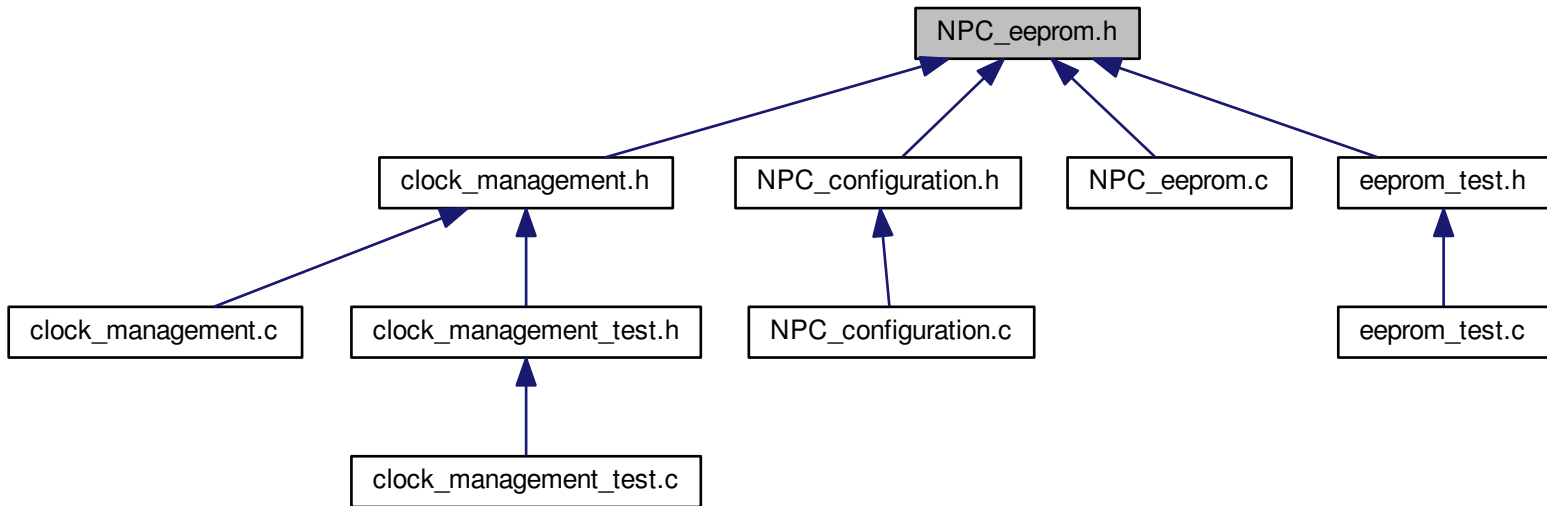 NPC_eeprom.h
clock_management.h
NPC_configuration.h
NPC_eeprom.c
eeprom_test.h
clock_management.c
clock_management_test.h
NPC_configuration.c
eeprom_test.c
clock_management_test.c